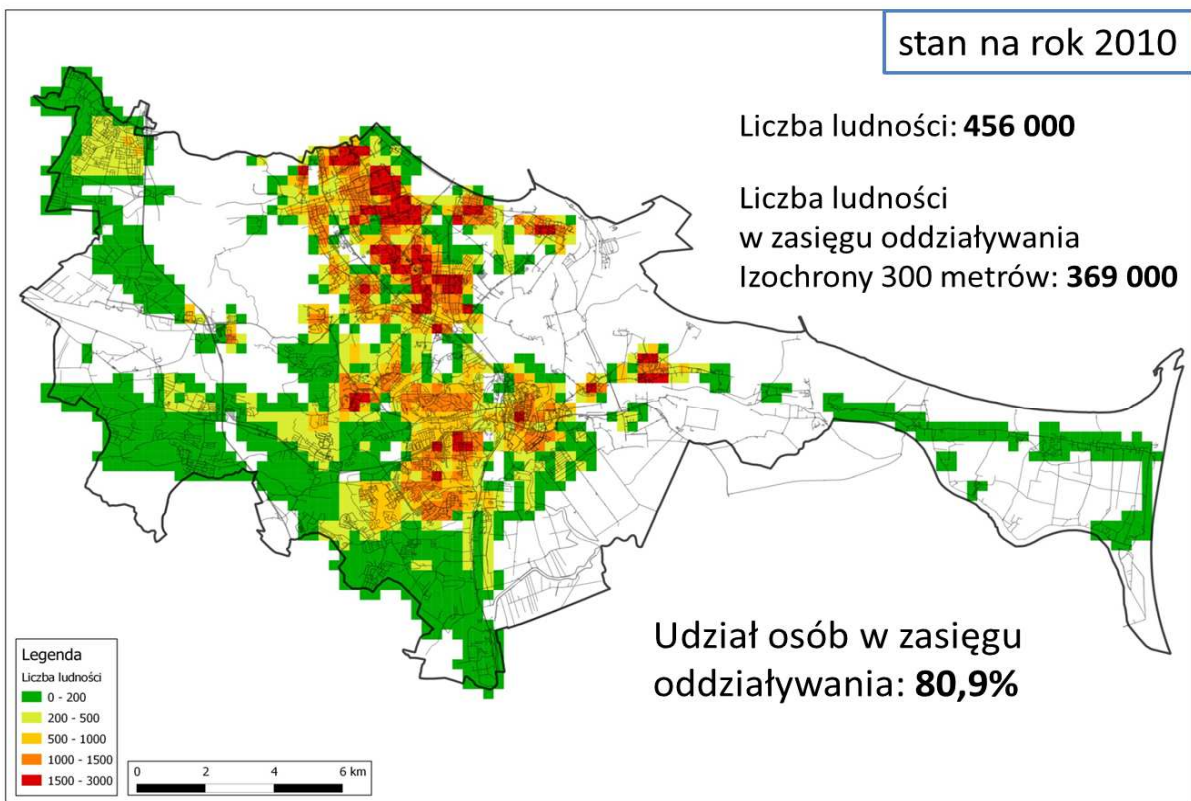 stan na rok 2010
Liczba ludności: 456 000
Liczba ludności
w zasięgu oddziaływania
Izochrony 300 metrów: 369 000
Udział osób w zasięgu
oddziaływania: 80,9%
Legenda
Liczba ludności
0 - 200
200 - 500
500 - 1000
1000 - 1500
1500 - 3000
0 2 4 6 km